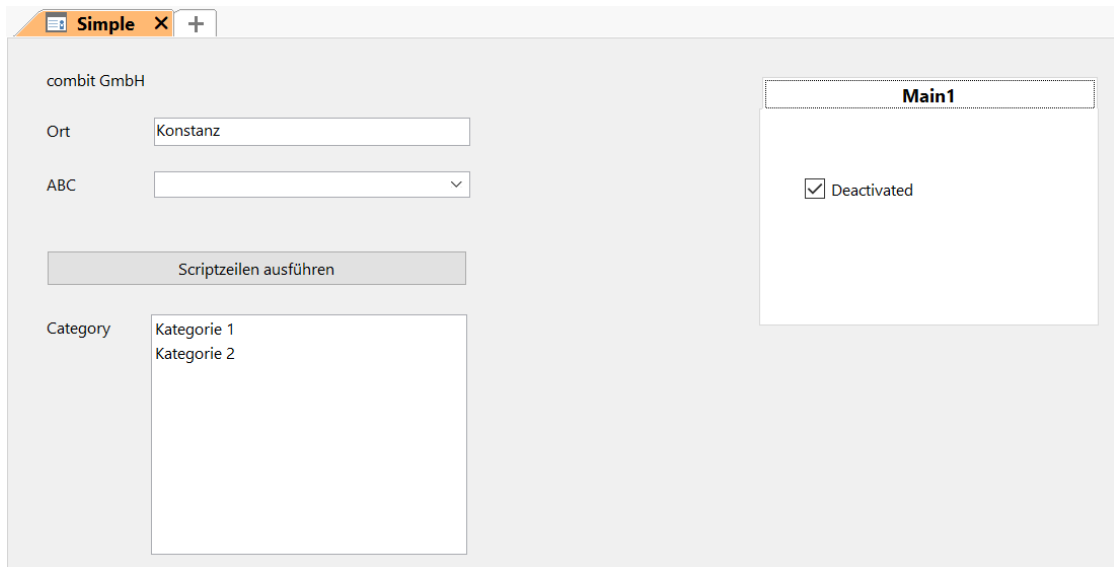 Simple
combit GmbH
Main1
Ort Konstanz
ABC
Deactivated
Scriptzeilen ausführen
Category Kategorie 1
Kategorie 2